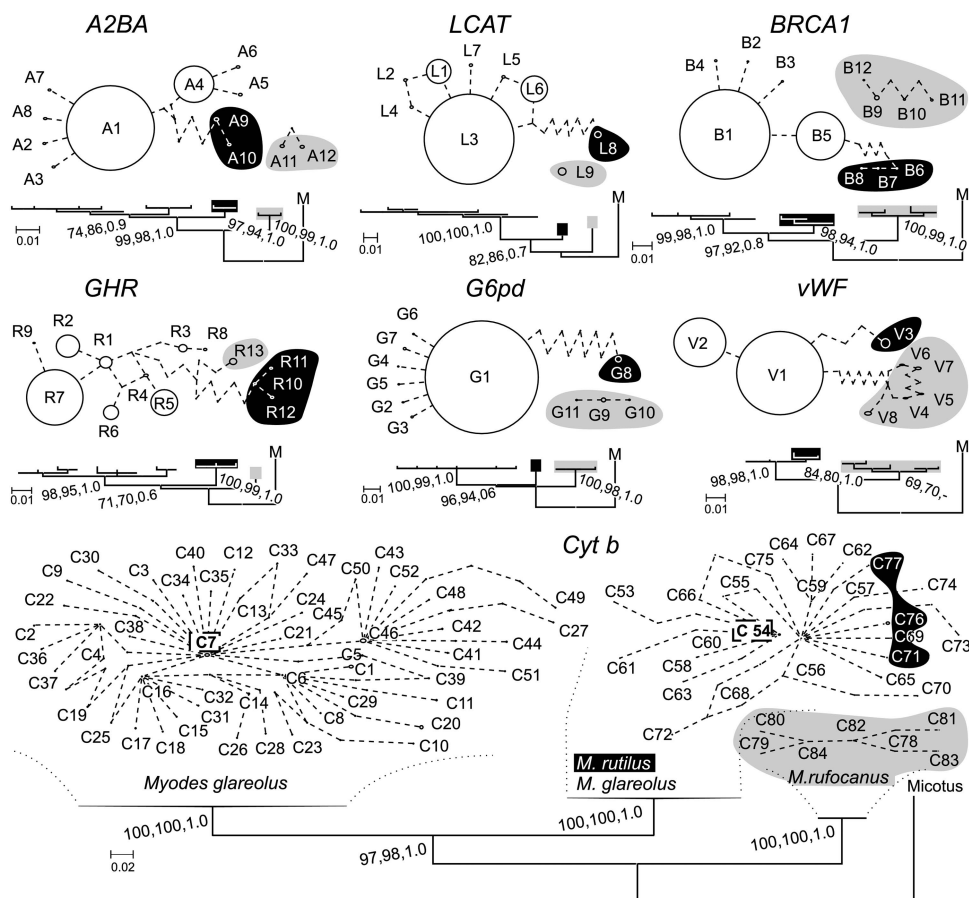 A2BA
LCAT
BRCA1
A6
A7
A4
A5
A8
A1
A9
A2
A10
A11 A12
A3
M
0.01
74,86,0.9
99,98,1.0
97,94,1.0
100,99,1.0
L7
L5
L2
L1
L6
L4
L3
L8
L9
M
0.01
100,100,1.0
82,86,0.7
B2
B4
B3
B12
B11
B9
B10
B1
B5
B6
B8
B7
M
0.01
99,98,1.0
97,92,0.8
98,94,1.0
100,99,1.0
GHR
G6pd
vWF
R2
R9
R1
R3
R8
R13
R11
R7
R10
R4
R5
R12
R6
M
0.01
98,95,1.0
71,70,0.6
100,99,1.0
G6
G7
G4
G1
G5
G8
G2
G11 G9 G10
G3
M
0.01
100,99,1.0
96,94,06
100,98,1.0
V3
V2
V6
V7
V1
V5
V8
V4
M
0.01
98,98,1.0
84,80,1.0
69,70,-
Cyt b
C30
C40
C12
C33
C43
C9
C3
C34
C35
C47
C50
C52
C22
C13
C24
C45
C48
C49
C2
C38
C7
C21
C46
C42
C27
C36
C4
C5
C1
C44
C41
C51
C37
C16
C32
C6
C39
C19
C31
C14
C29
C11
C25
C15
C8
C20
C17
C18
C26
C28
C23
C10
C64
C67
C75
C62
C77
C53
C55
C59
C57
C74
C66
C76
C60
C 54
C69
C73
C61
C58
C71
C56
C65
C63
C68
C70
C72
C80
C82
C81
C79
C84
C78
C83
Myodes glareolus
M. rutilus
M. glareolus
M.rufocanus
Micotus
100,100,1.0
100,100,1.0
100,100,1.0
97,98,1.0
0.02